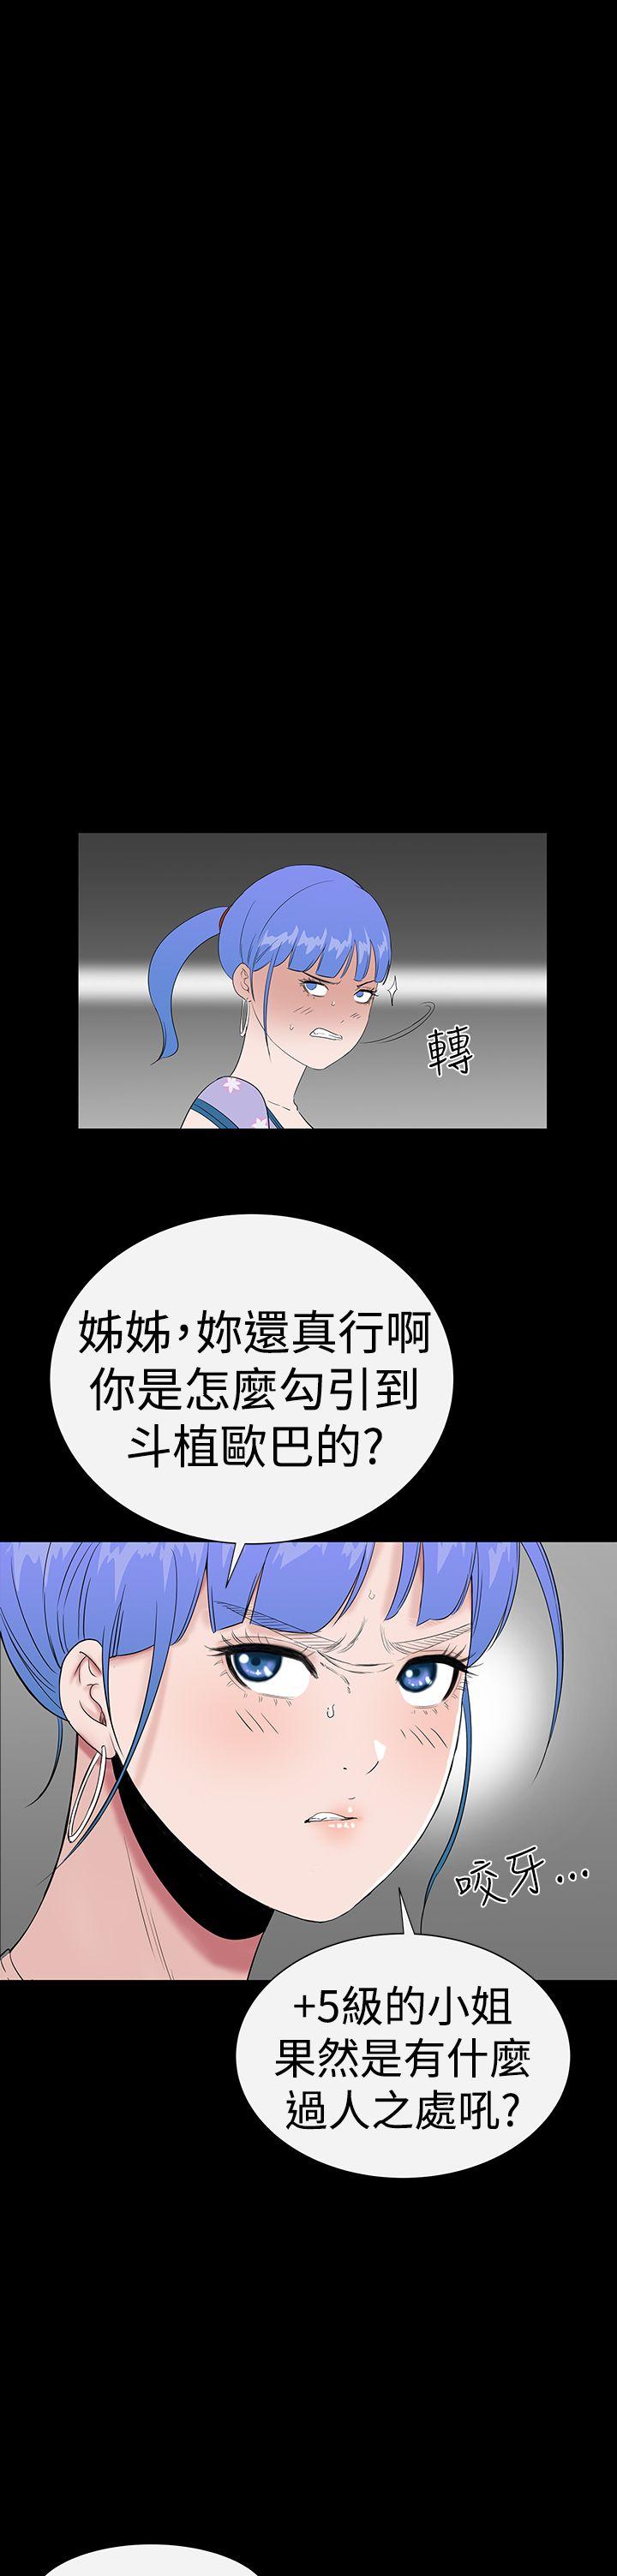 轉
姊姊，妳還真行啊
你是怎麼勾引到
斗植歐巴的?
咬牙…
+5級的小姐
果然是有什麼
過人之處吼?